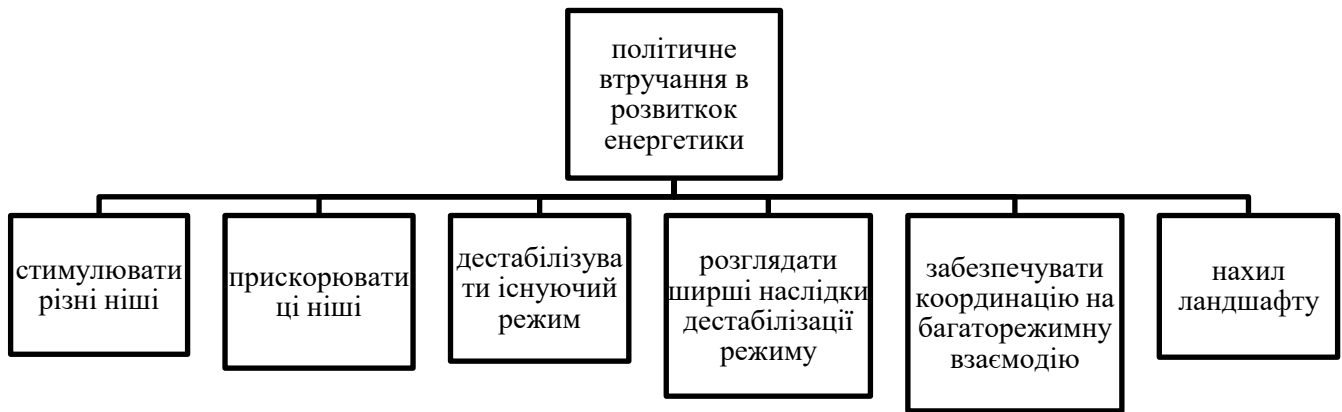 політичне
втручання в
розвиткок
енергетики
стимулювати
різні ніші
прискорювати
ці ніші
дестабілізува
ти існуючий
режим
розглядати
ширші наслідки
дестабілізації
режиму
забезпечувати
координацію на
багаторежимну
взаємодію
нахил
ландшафту